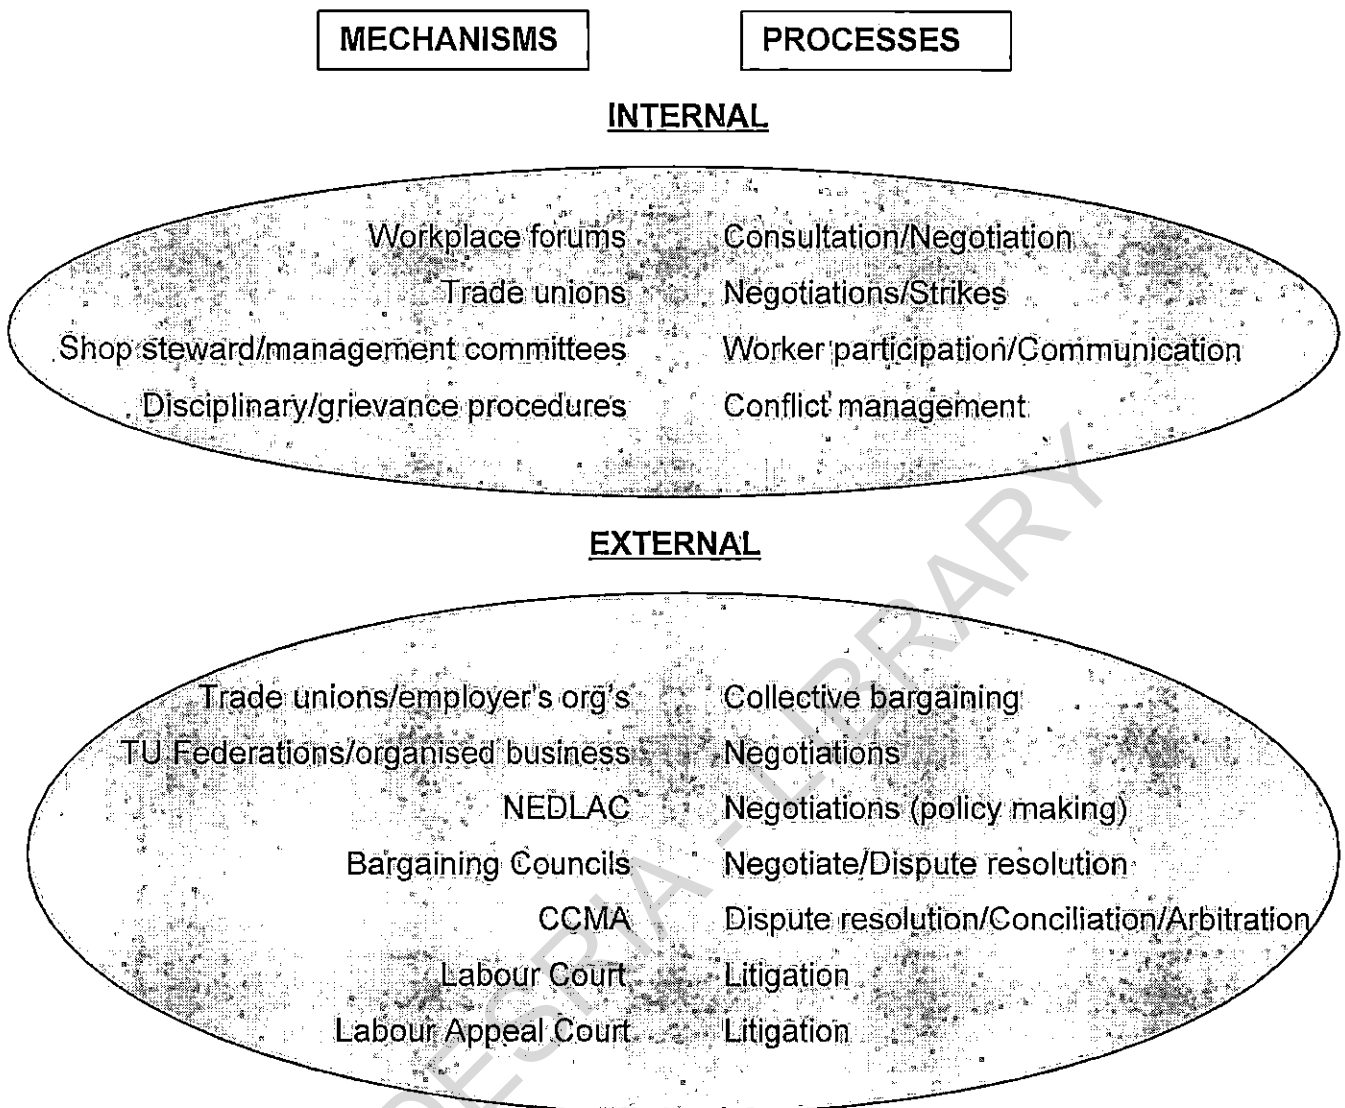 MECHANISMS PROCESSES
INTERNAL
Workplace forums Consultation/Negotiation
Trade unions Negotiations/Strikes
Shop steward/management committees Worker participation/Communication
Disciplinary/grievance procedures Conflict management
EXTERNAL
Trade unions/employer's org's Collective bargaining
TU Federations/organised business Negotiations
NEDLAC Negotiations (policy making)
Bargaining Councils Negotiate/Dispute resolution
CCMA Dispute resolution/Conciliation/Arbitration
Labour Court Litigation
Labour Appeal Court Litigation
DESRIA - LIBRARY